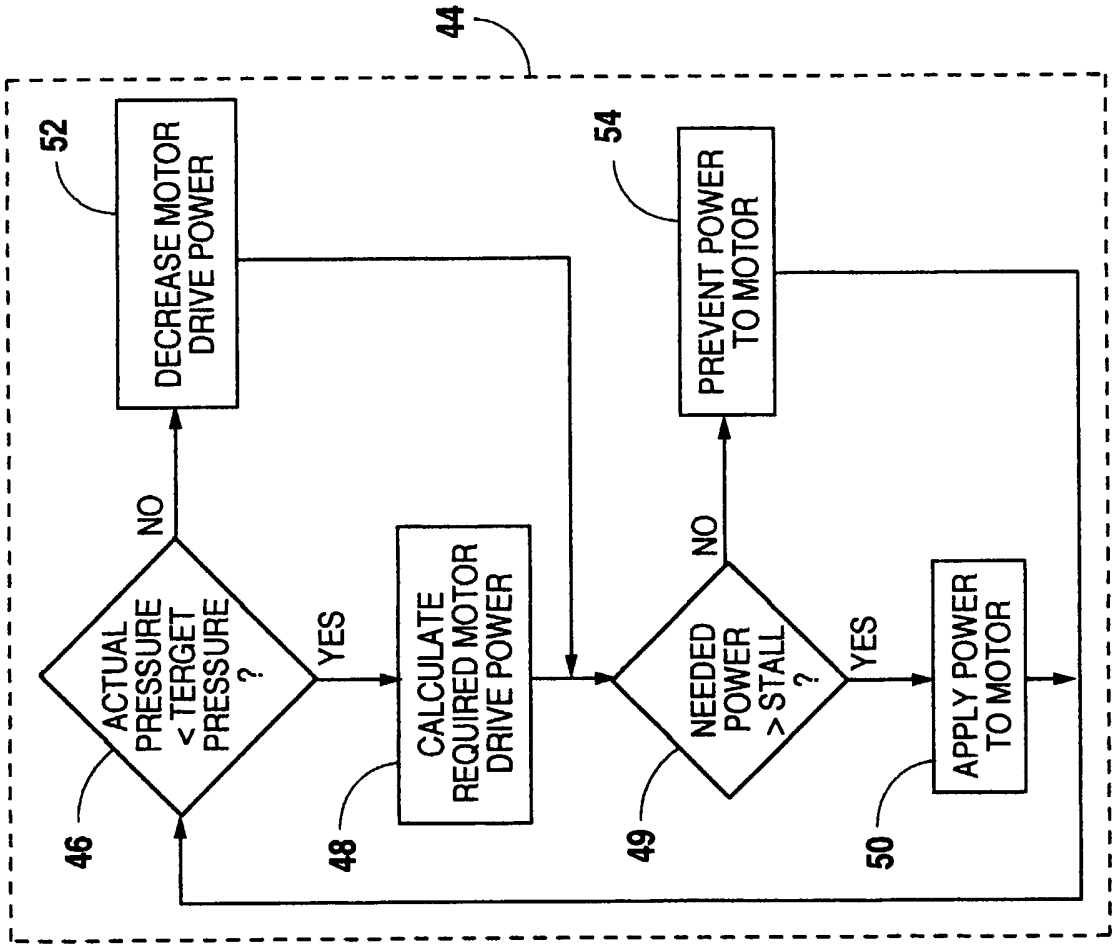 44
46
ACTUAL
PRESSURE
< TERGET
PRESSURE
?
NO
YES
52
DECREASE MOTOR
DRIVE POWER
48
CALCULATE
REQUIRED MOTOR
DRIVE POWER
49
NEEDED
POWER
> STALL
?
NO
YES
54
PREVENT POWER
TO MOTOR
50
APPLY POWER
TO MOTOR